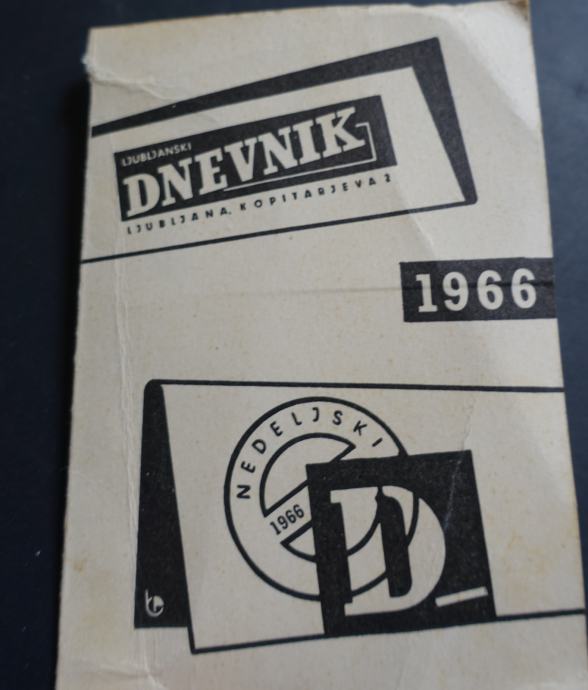 LJUBLJANSKI
DNEVNIK
LJUBLJANA, KOPITARJEVA 2
1966
NEDELJSKI
1966
D